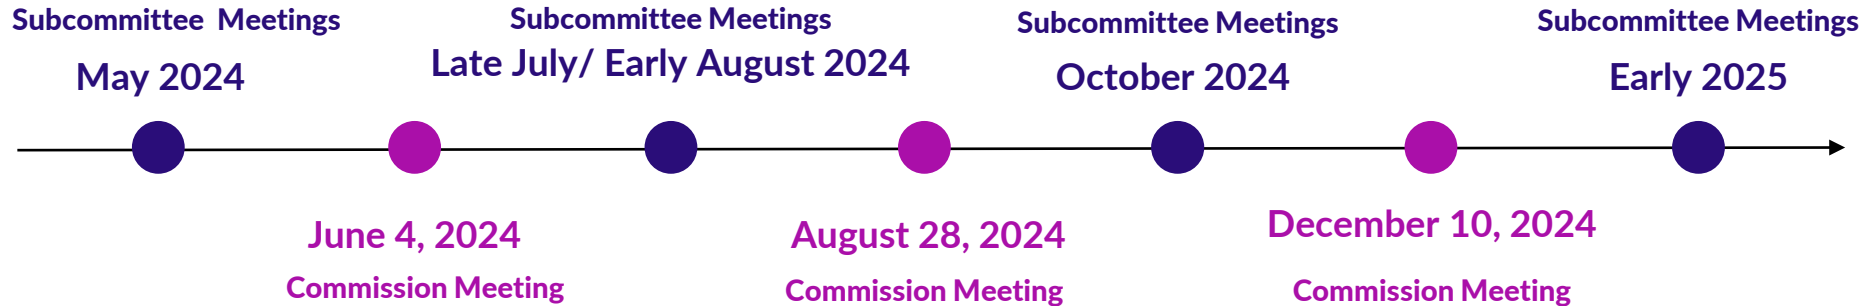 Subcommittee Meetings
May 2024
Subcommittee Meetings
Late July/ Early August 2024
Subcommittee Meetings
October 2024
Subcommittee Meetings
Early 2025
June 4, 2024
Commission Meeting
August 28, 2024
Commission Meeting
December 10, 2024
Commission Meeting